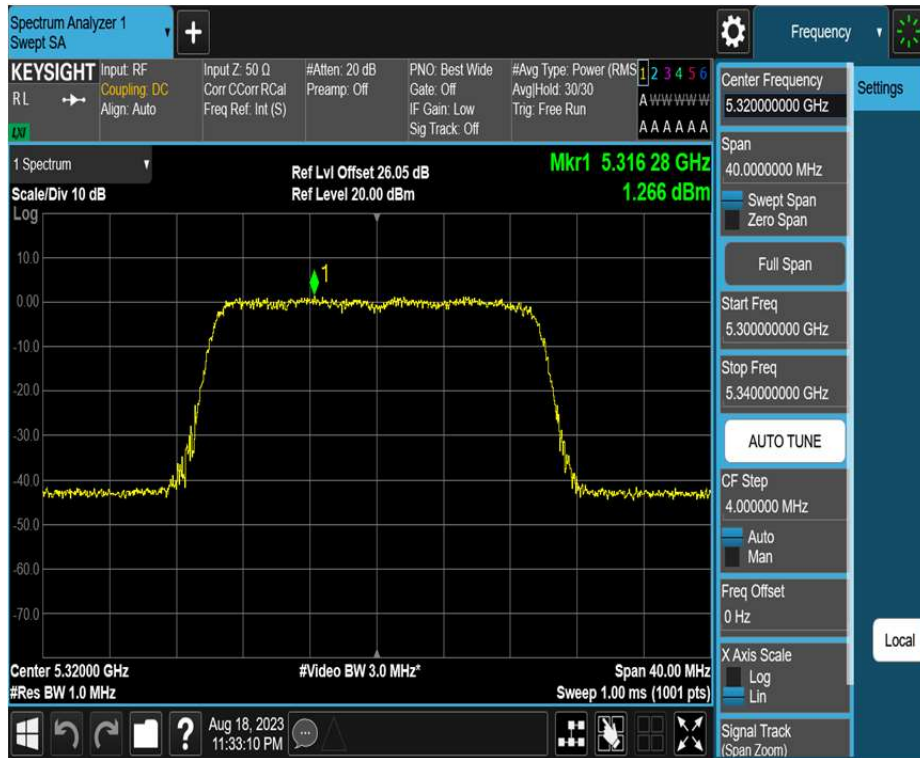 Spectrum Analyzer 1
Swept SA
Frequency
KEYSIGHT
RL
LXI
Input: RF
Coupling: DC
Align: Auto
Input Z: 50 Ω
Corr CCorr RCal
Freq Ref: Int (S)
#Atten: 20 dB
Preamp: Off
PNO: Best Wide
Gate: Off
IF Gain: Low
Sig Track: Off
#Avg Type: Power (RMS
Avg|Hold: 30/30
Trig: Free Run
1 2 3 4 5 6
A W W W W W
A A A A A A
1 Spectrum
Scale/Div 10 dB
Log
Ref Lvl Offset 26.05 dB
Ref Level 20.00 dBm
Mkr1 5.316 28 GHz
1.266 dBm
10.0
0.00
-10.0
-20.0
-30.0
-40.0
-50.0
-60.0
-70.0
1
Center 5.32000 GHz
#Res BW 1.0 MHz
#Video BW 3.0 MHz*
Span 40.00 MHz
Sweep 1.00 ms (1001 pts)
Aug 18, 2023
11:33:10 PM
Center Frequency
5.320000000 GHz
Span
40.0000000 MHz
Swept Span
Zero Span
Full Span
Start Freq
5.300000000 GHz
Stop Freq
5.340000000 GHz
AUTO TUNE
CF Step
4.000000 MHz
Auto
Man
Freq Offset
0 Hz
X Axis Scale
Log
Lin
Signal Track
(Span Zoom)
Settings
Local